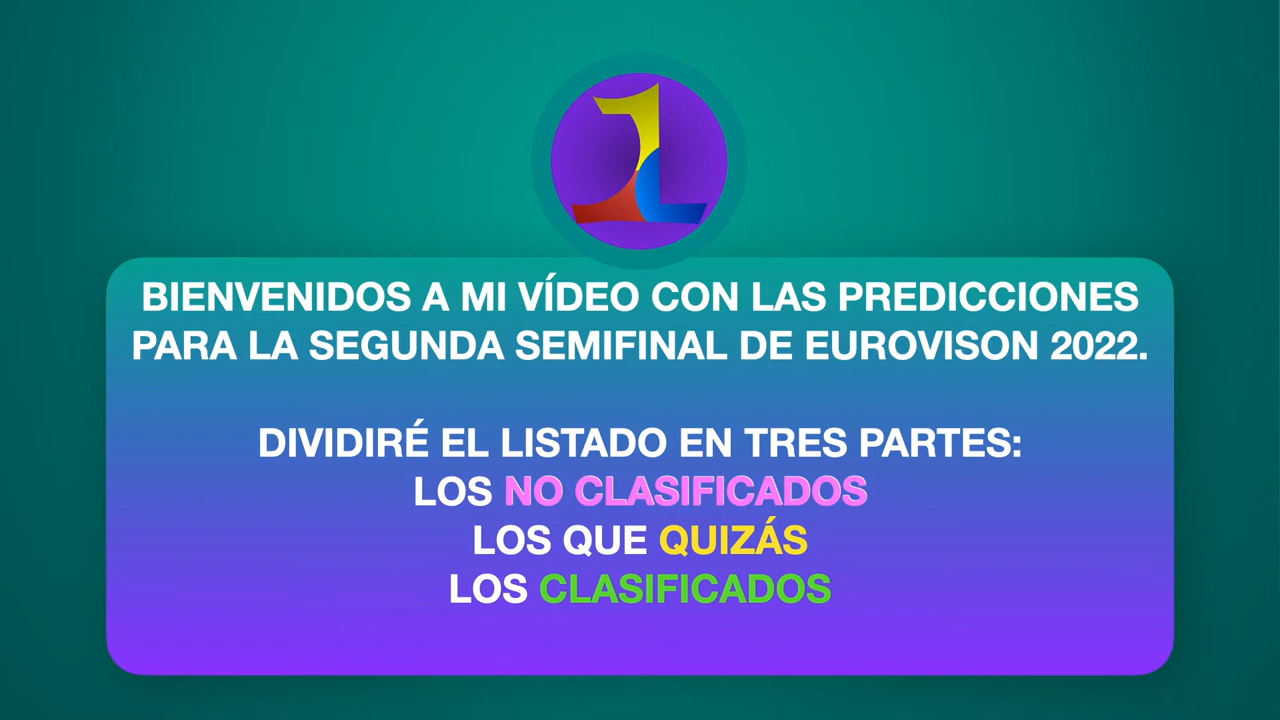 BIENVENIDOS A MI VÍDEO CON LAS PREDICCIONES
PARA LA SEGUNDA SEMIFINAL DE EUROVISON 2022.
DIVIDIRÉ EL LISTADO EN TRES PARTES:
LOS NO CLASIFICADOS
LOS QUE QUIZÁS
LOS CLASIFICADOS